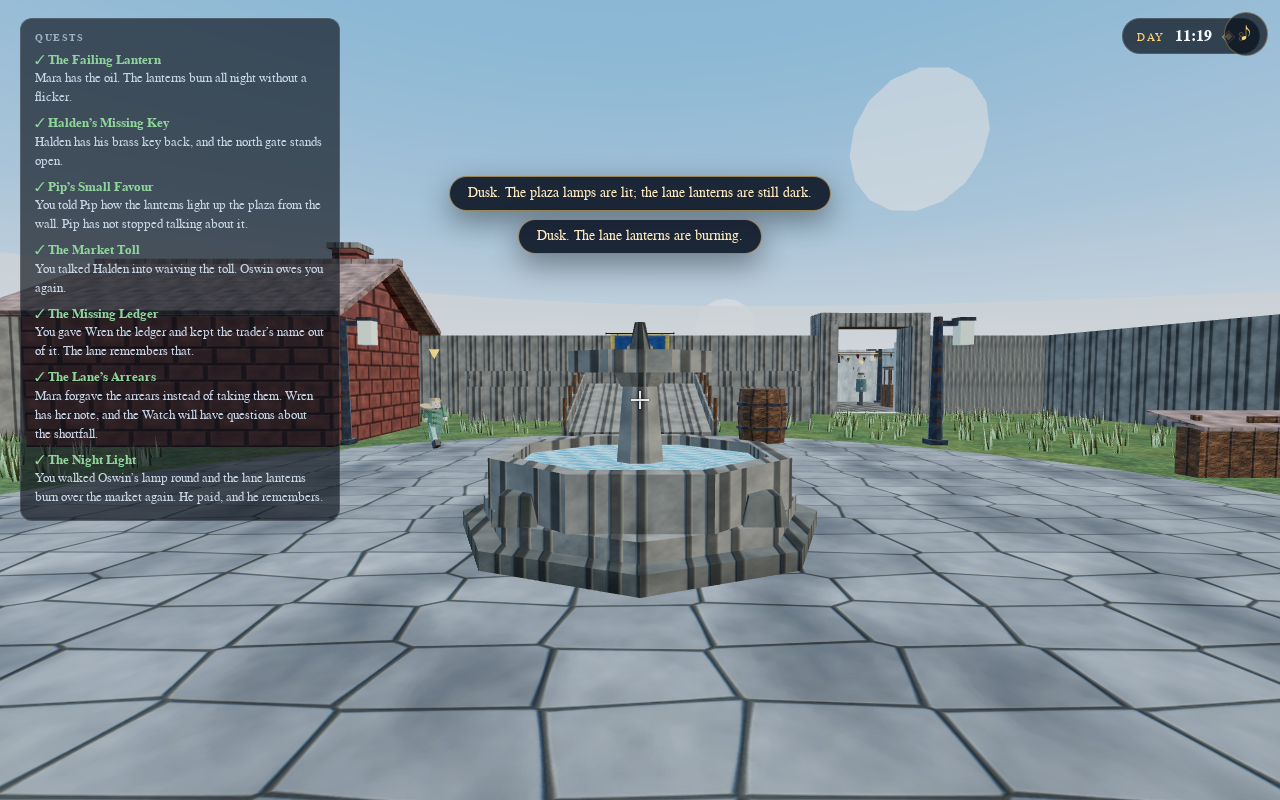 QUESTS
✓ The Failing Lantern
Mara has the oil. The lanterns burn all night without a
flicker.
✓ Halden’s Missing Key
Halden has his brass key back, and the north gate stands
open.
✓ Pip’s Small Favour
You told Pip how the lanterns light up the plaza from the
wall. Pip has not stopped talking about it.
✓ The Market Toll
You talked Halden into waiving the toll. Oswin owes you
again.
✓ The Missing Ledger
You gave Wren the ledger and kept the trader’s name out
of it. The lane remembers that.
✓ The Lane’s Arrears
Mara forgave the arrears instead of taking them. Wren
has her note, and the Watch will have questions about
the shortfall.
✓ The Night Light
You walked Oswin’s lamp round and the lane lanterns
burn over the market again. He paid, and he remembers.
DAY 11:19
Dusk. The plaza lamps are lit; the lane lanterns are still dark.
Dusk. The lane lanterns are burning.